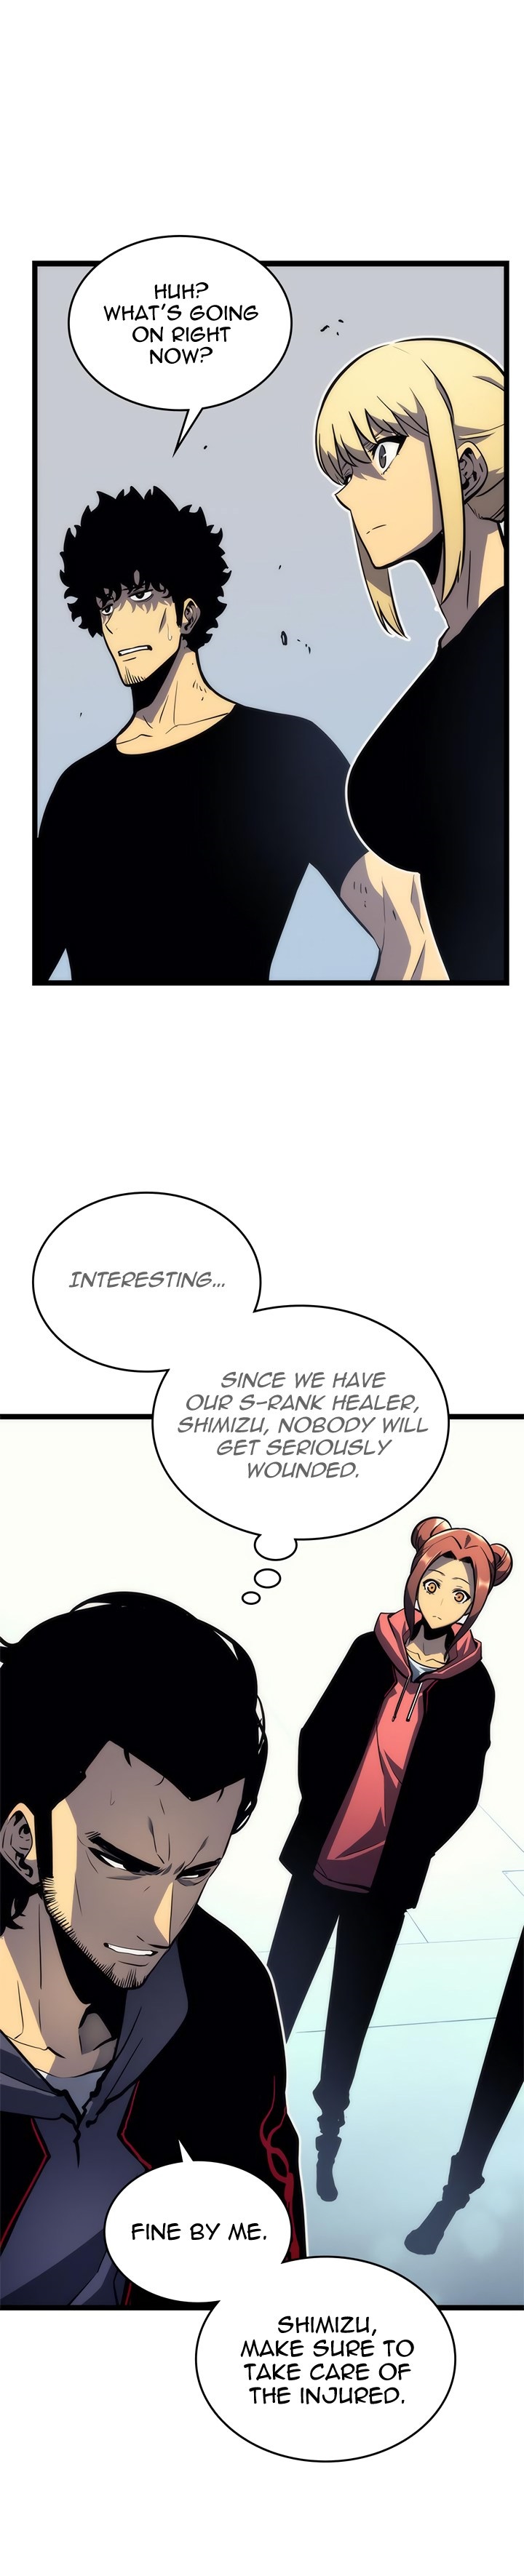 HUH?
WHAT'S GOING
ON RIGHT
NOW?
INTERESTING...
SINCE WE HAVE
OUR S-RANK HEALER,
SHIMIZU, NOBODY WILL
GET SERIOUSLY
WOUNDED.
FINE BY ME.
SHIMIZU,
MAKE SURE TO
TAKE CARE OF
THE INJURED.